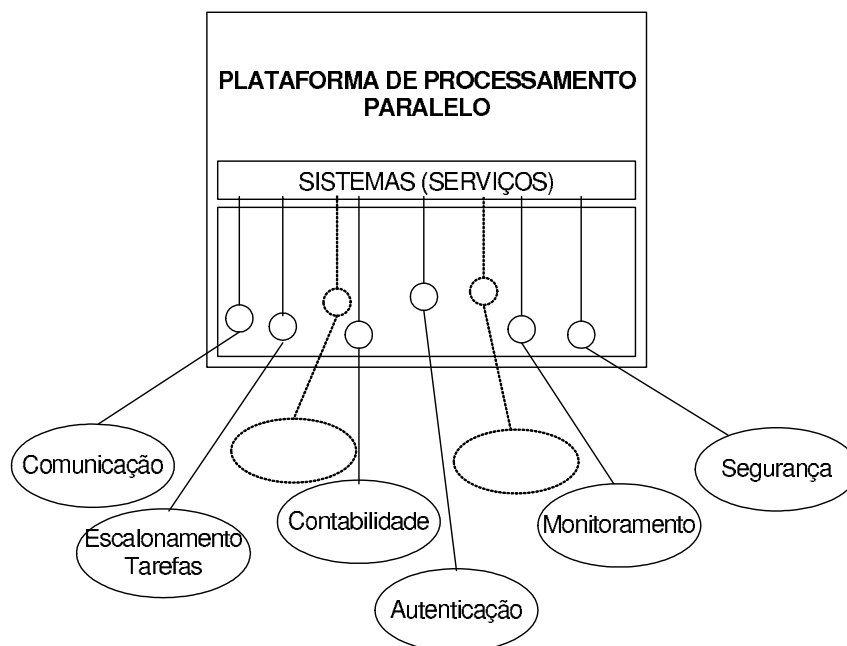 PLATAFORMA DE PROCESSAMENTO
PARALELO
SISTEMAS (SERVIÇOS)
Comunicação
Segurança
Contabilidade
Monitoramento
Escalonamento
Tarefas
Autenticação